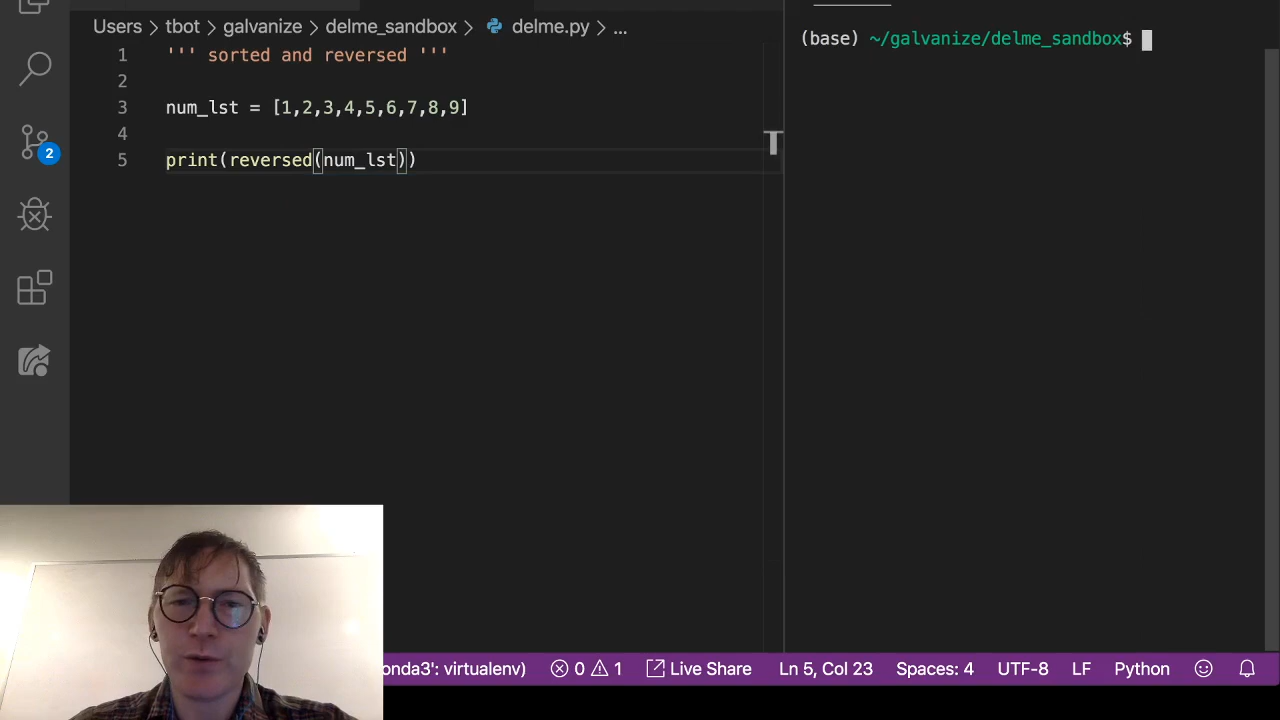 Users > tbot > galvanize > delme_sandbox > delme.py > ...
1 ''' sorted and reversed '''
2
3 num_lst = [1,2,3,4,5,6,7,8,9]
4
5 print(reversed(num_lst))
(base) ~/galvanize/delme_sandbox$
2
onda3': virtualenv) 0 1 Live Share Ln 5, Col 23 Spaces: 4 UTF-8 LF Python